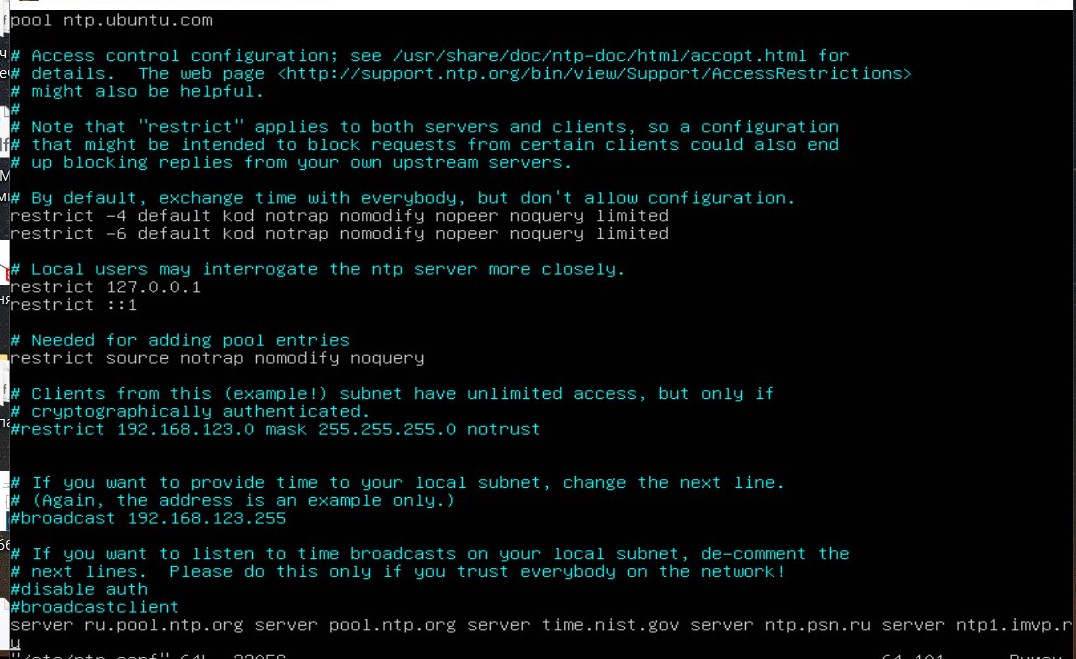 pool ntp.ubuntu.com
# Access control configuration; see /usr/share/doc/ntp-doc/html/accopt.html for
# details.  The web page <http://support.ntp.org/bin/view/Support/AccessRestrictions>
# might also be helpful.
#
# Note that "restrict" applies to both servers and clients, so a configuration
# that might be intended to block requests from certain clients could also end
# up blocking replies from your own upstream servers.
# By default, exchange time with everybody, but don't allow configuration.
restrict -4 default kod notrap nomodify nopeer noquery limited
restrict -6 default kod notrap nomodify nopeer noquery limited
# Local users may interrogate the ntp server more closely.
restrict 127.0.0.1
restrict ::1
# Needed for adding pool entries
restrict source notrap nomodify noquery
# Clients from this (example!) subnet have unlimited access, but only if
# cryptographically authenticated.
#restrict 192.168.123.0 mask 255.255.255.0 notrust
# If you want to provide time to your local subnet, change the next line.
# (Again, the address is an example only.)
#broadcast 192.168.123.255
# If you want to listen to time broadcasts on your local subnet, de-comment the
# next lines.  Please do this only if you trust everybody on the network!
#disable auth
#broadcastclient
server ru.pool.ntp.org server pool.ntp.org server time.nist.gov server ntp.psn.ru server ntp1.imvp.r
u